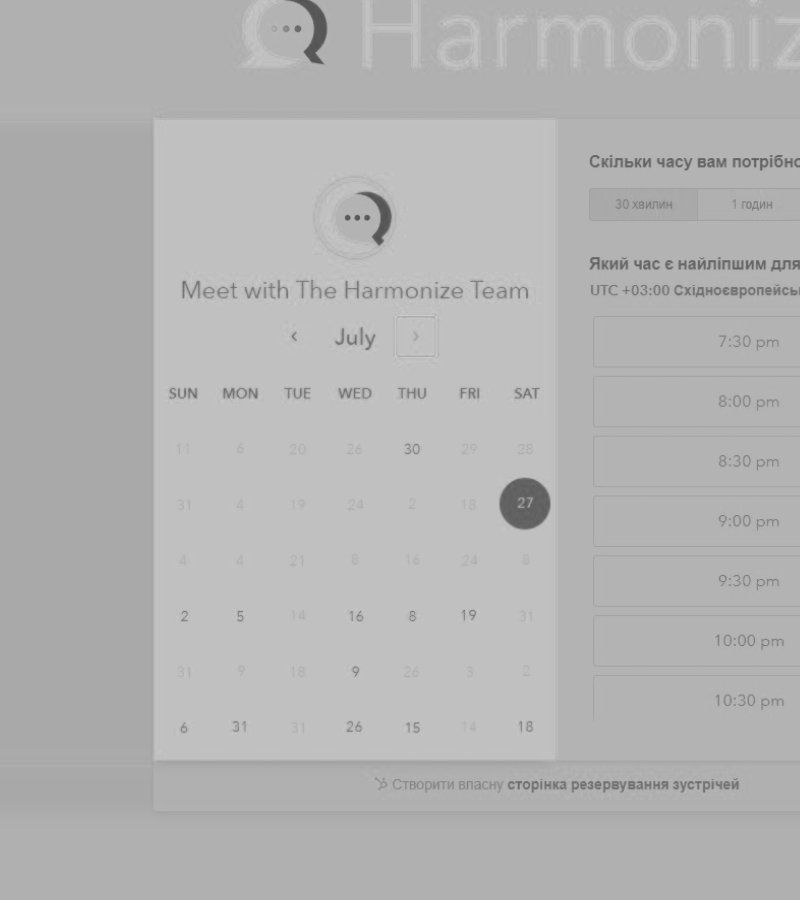 Harmoniz
Meet with The Harmonize Team
July
SUN MON TUE WED THU FRI SAT
11 6 20 26 30 29 28
31 4 19 24 2 18 27
4 4 21 8 16 24 8
2 5 14 16 8 19 31
31 9 18 9 26 3 2
6 31 31 26 15 14 18
Скільки часу вам потрібно
30 хвилин 1 годин
Який час є найліпшим для
UTC +03:00 Східноєвропейсь
7:30 pm
8:00 pm
8:30 pm
9:00 pm
9:30 pm
10:00 pm
10:30 pm
Створити власну сторінка резервування зустрічей